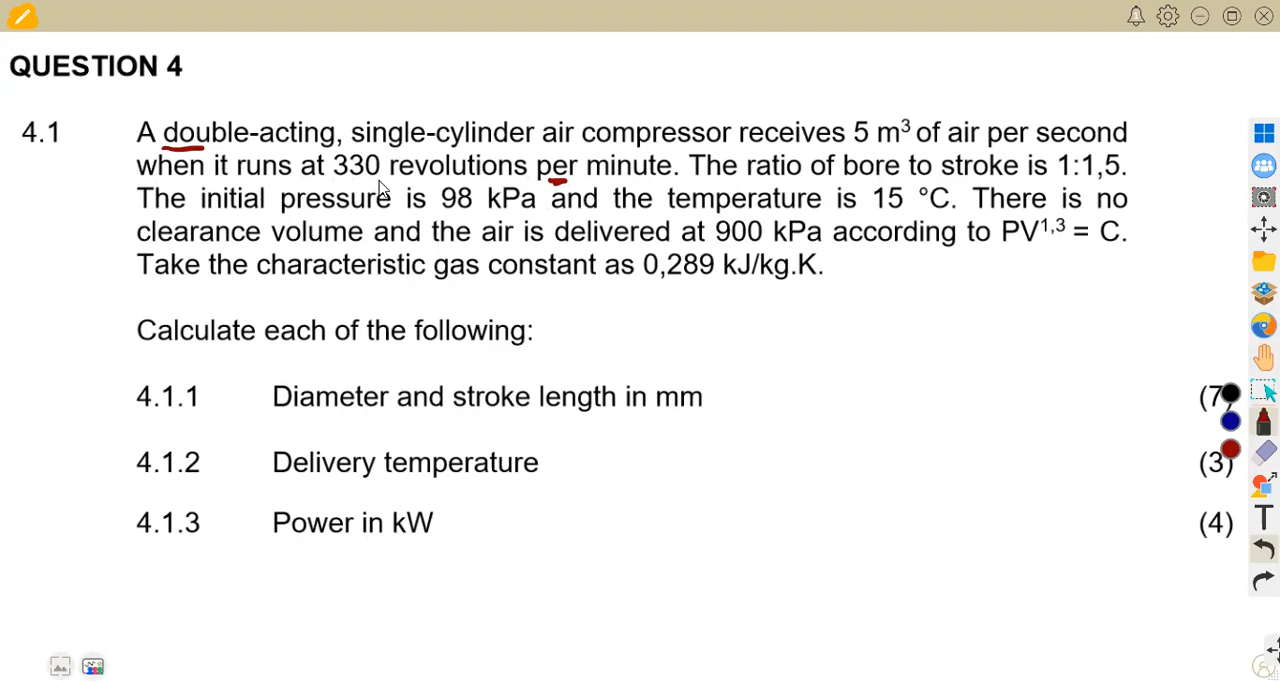 QUESTION 4
4.1 A double-acting, single-cylinder air compressor receives 5 m³ of air per second
when it runs at 330 revolutions per minute. The ratio of bore to stroke is 1:1,5.
The initial pressure is 98 kPa and the temperature is 15 °C. There is no
clearance volume and the air is delivered at 900 kPa according to PV¹,³ = C.
Take the characteristic gas constant as 0,289 kJ/kg.K.
Calculate each of the following:
4.1.1 Diameter and stroke length in mm (7)
4.1.2 Delivery temperature (3)
4.1.3 Power in kW (4)
T